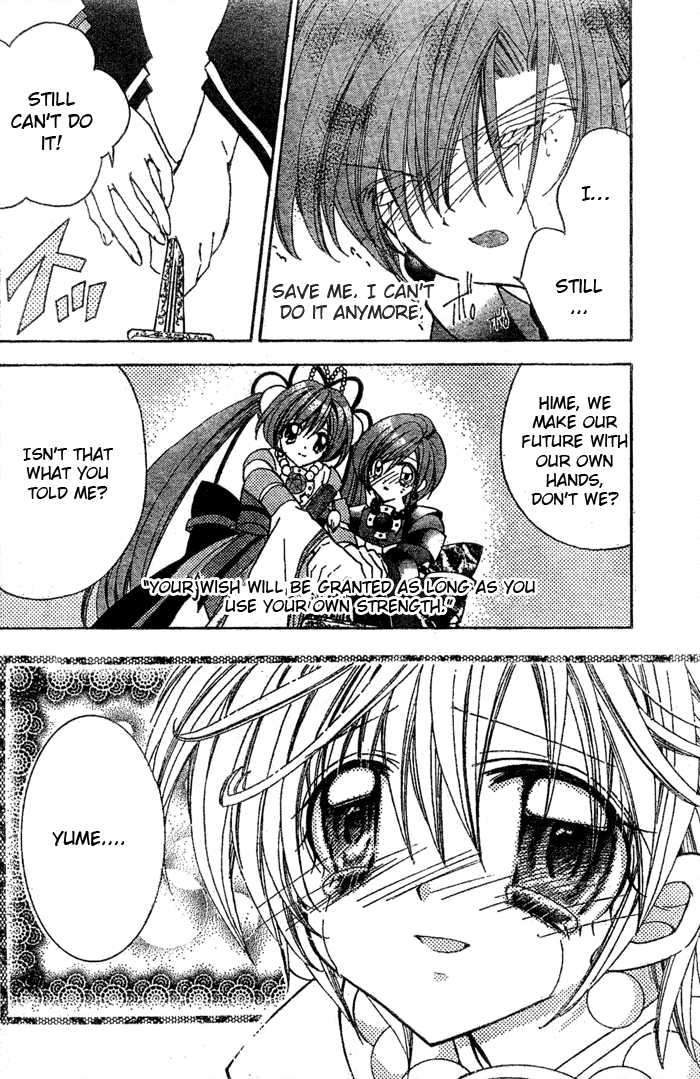 I...
STILL
...
SAVE ME. I CAN'T
DO IT ANYMORE.
STILL
CAN'T DO
IT!
HIME, WE
MAKE OUR
FUTURE WITH
OUR OWN
HANDS,
DON'T WE?
ISN'T THAT
WHAT YOU
TOLD ME?
"YOUR WISH WILL BE GRANTED AS LONG AS YOU
USE YOUR OWN STRENGTH."
YUME....